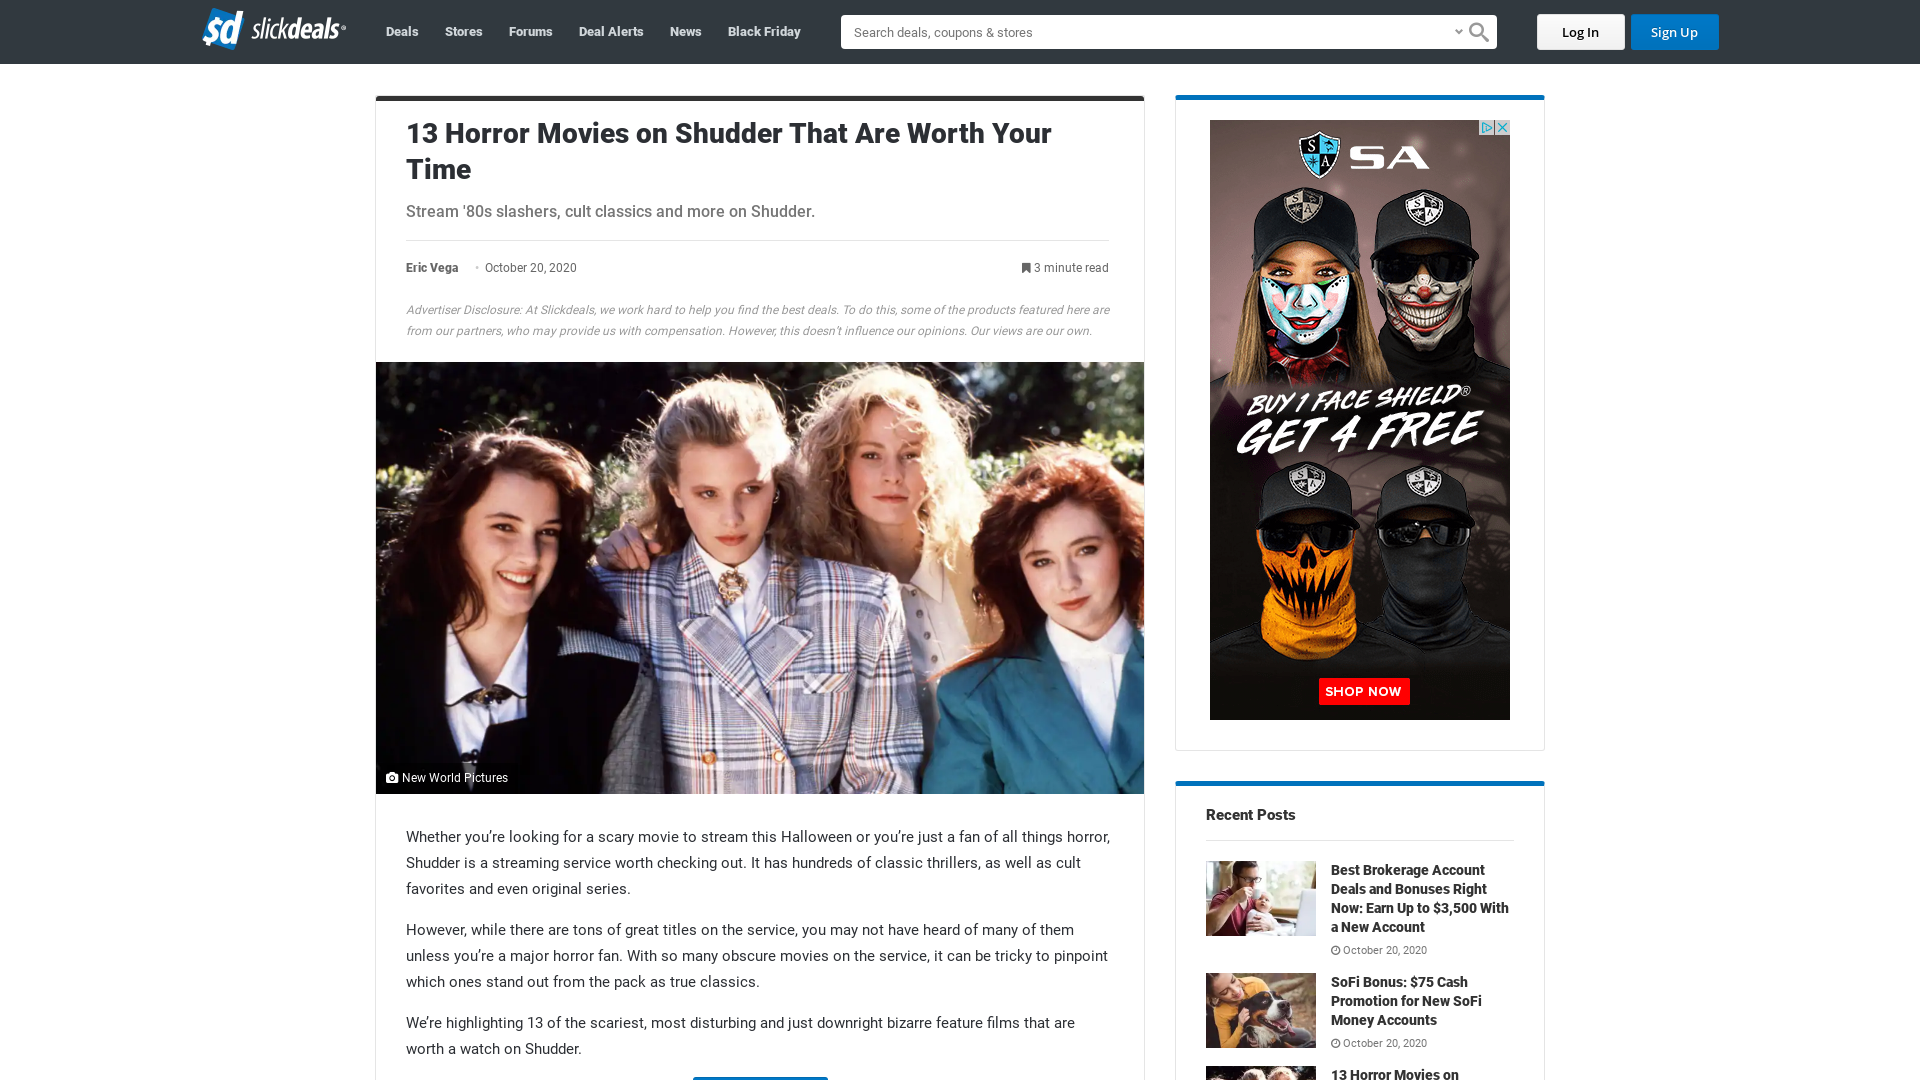 $d slickdeals®
Deals Stores Forums Deal Alerts News Black Friday
Search deals, coupons & stores
Log In Sign Up
13 Horror Movies on Shudder That Are Worth Your
Time
Stream '80s slashers, cult classics and more on Shudder.
Eric Vega • October 20, 2020
3 minute read
Advertiser Disclosure: At Slickdeals, we work hard to help you find the best deals. To do this, some of the products featured here are
from our partners, who may provide us with compensation. However, this doesn't influence our opinions. Our views are our own.
New World Pictures
Whether you’re looking for a scary movie to stream this Halloween or you’re just a fan of all things horror,
Shudder is a streaming service worth checking out. It has hundreds of classic thrillers, as well as cult
favorites and even original series.
However, while there are tons of great titles on the service, you may not have heard of many of them
unless you’re a major horror fan. With so many obscure movies on the service, it can be tricky to pinpoint
which ones stand out from the pack as true classics.
We’re highlighting 13 of the scariest, most disturbing and just downright bizarre feature films that are
worth a watch on Shudder.
S A SA
S A
S A
BUY 1 FACE SHIELD®
GET 4 FREE
S A
S A
SHOP NOW
Recent Posts
Best Brokerage Account
Deals and Bonuses Right
Now: Earn Up to $3,500 With
a New Account
October 20, 2020
SoFi Bonus: $75 Cash
Promotion for New SoFi
Money Accounts
October 20, 2020
13 Horror Movies on